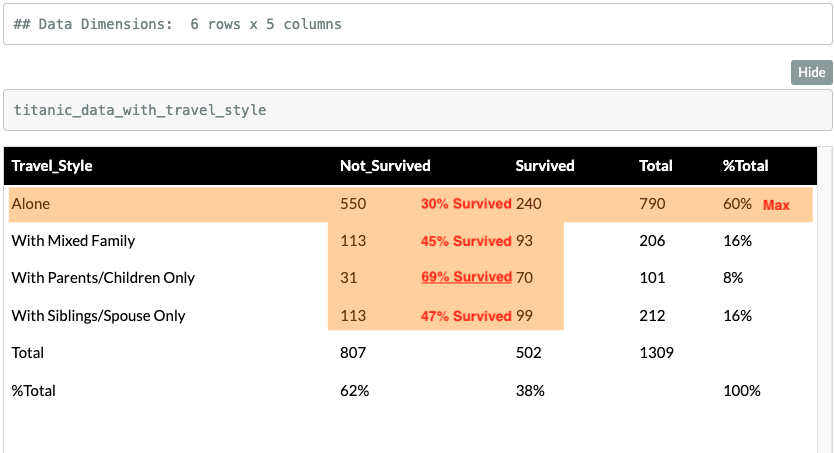 ## Data Dimensions:  6 rows x 5 columns
Hide
titanic_data_with_travel_style
Travel_Style Not_Survived Survived Total %Total
Alone 550 30% Survived 240 790 60% Max
With Mixed Family 113 45% Survived 93 206 16%
With Parents/Children Only 31 69% Survived 70 101 8%
With Siblings/Spouse Only 113 47% Survived 99 212 16%
Total 807 502 1309
%Total 62% 38% 100%